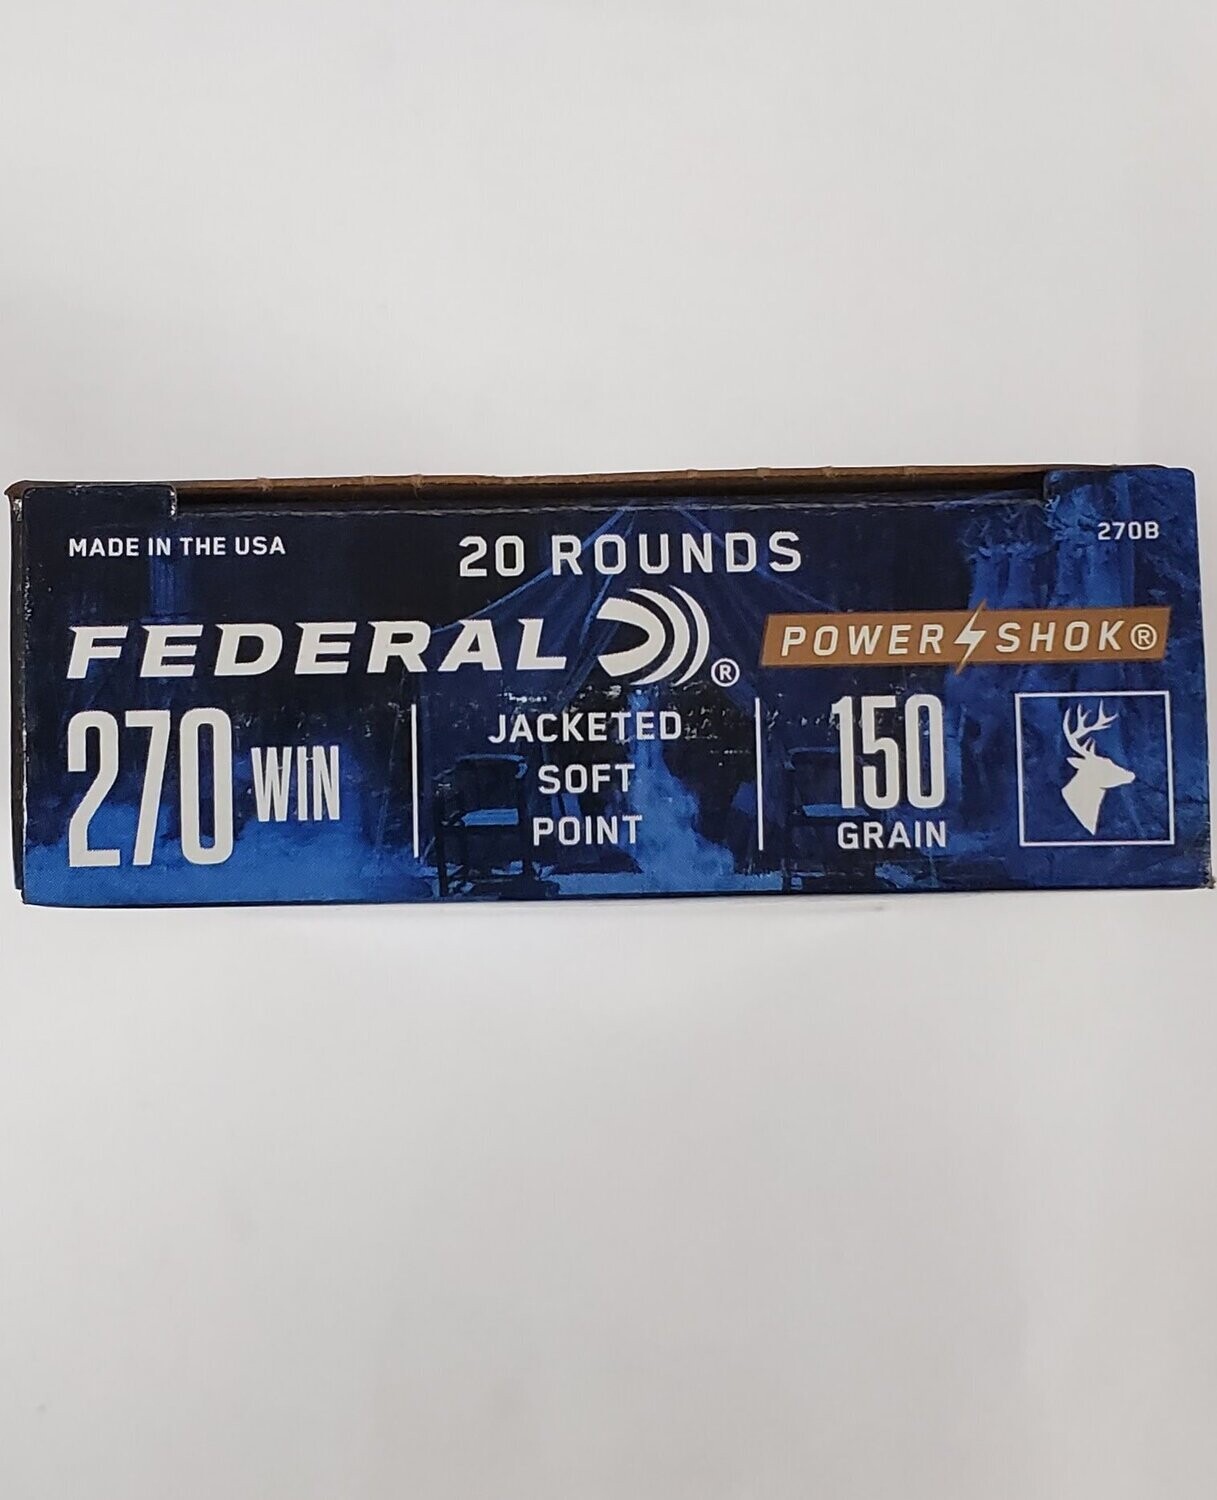 MADE IN THE USA
20 ROUNDS
270B
FEDERAL ®
POWER SHOK®
270 WIN
JACKETED
SOFT
POINT
150
GRAIN